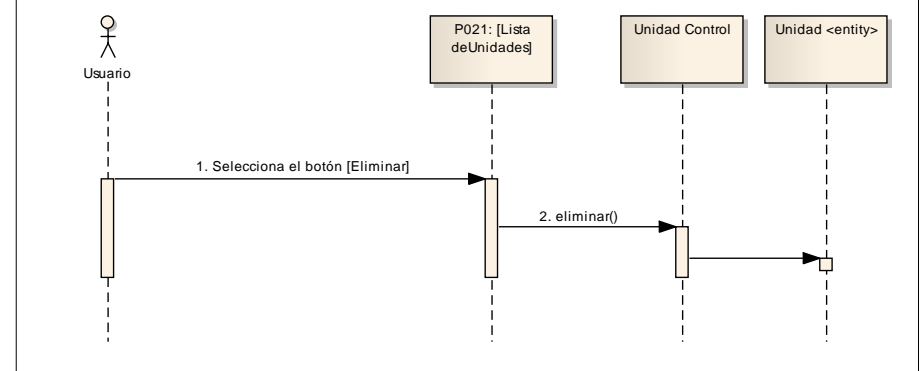 P021: [Lista
deUnidades]
Unidad Control
Unidad <entity>
Usuario
1. Selecciona el botón [Eliminar]
2. eliminar()